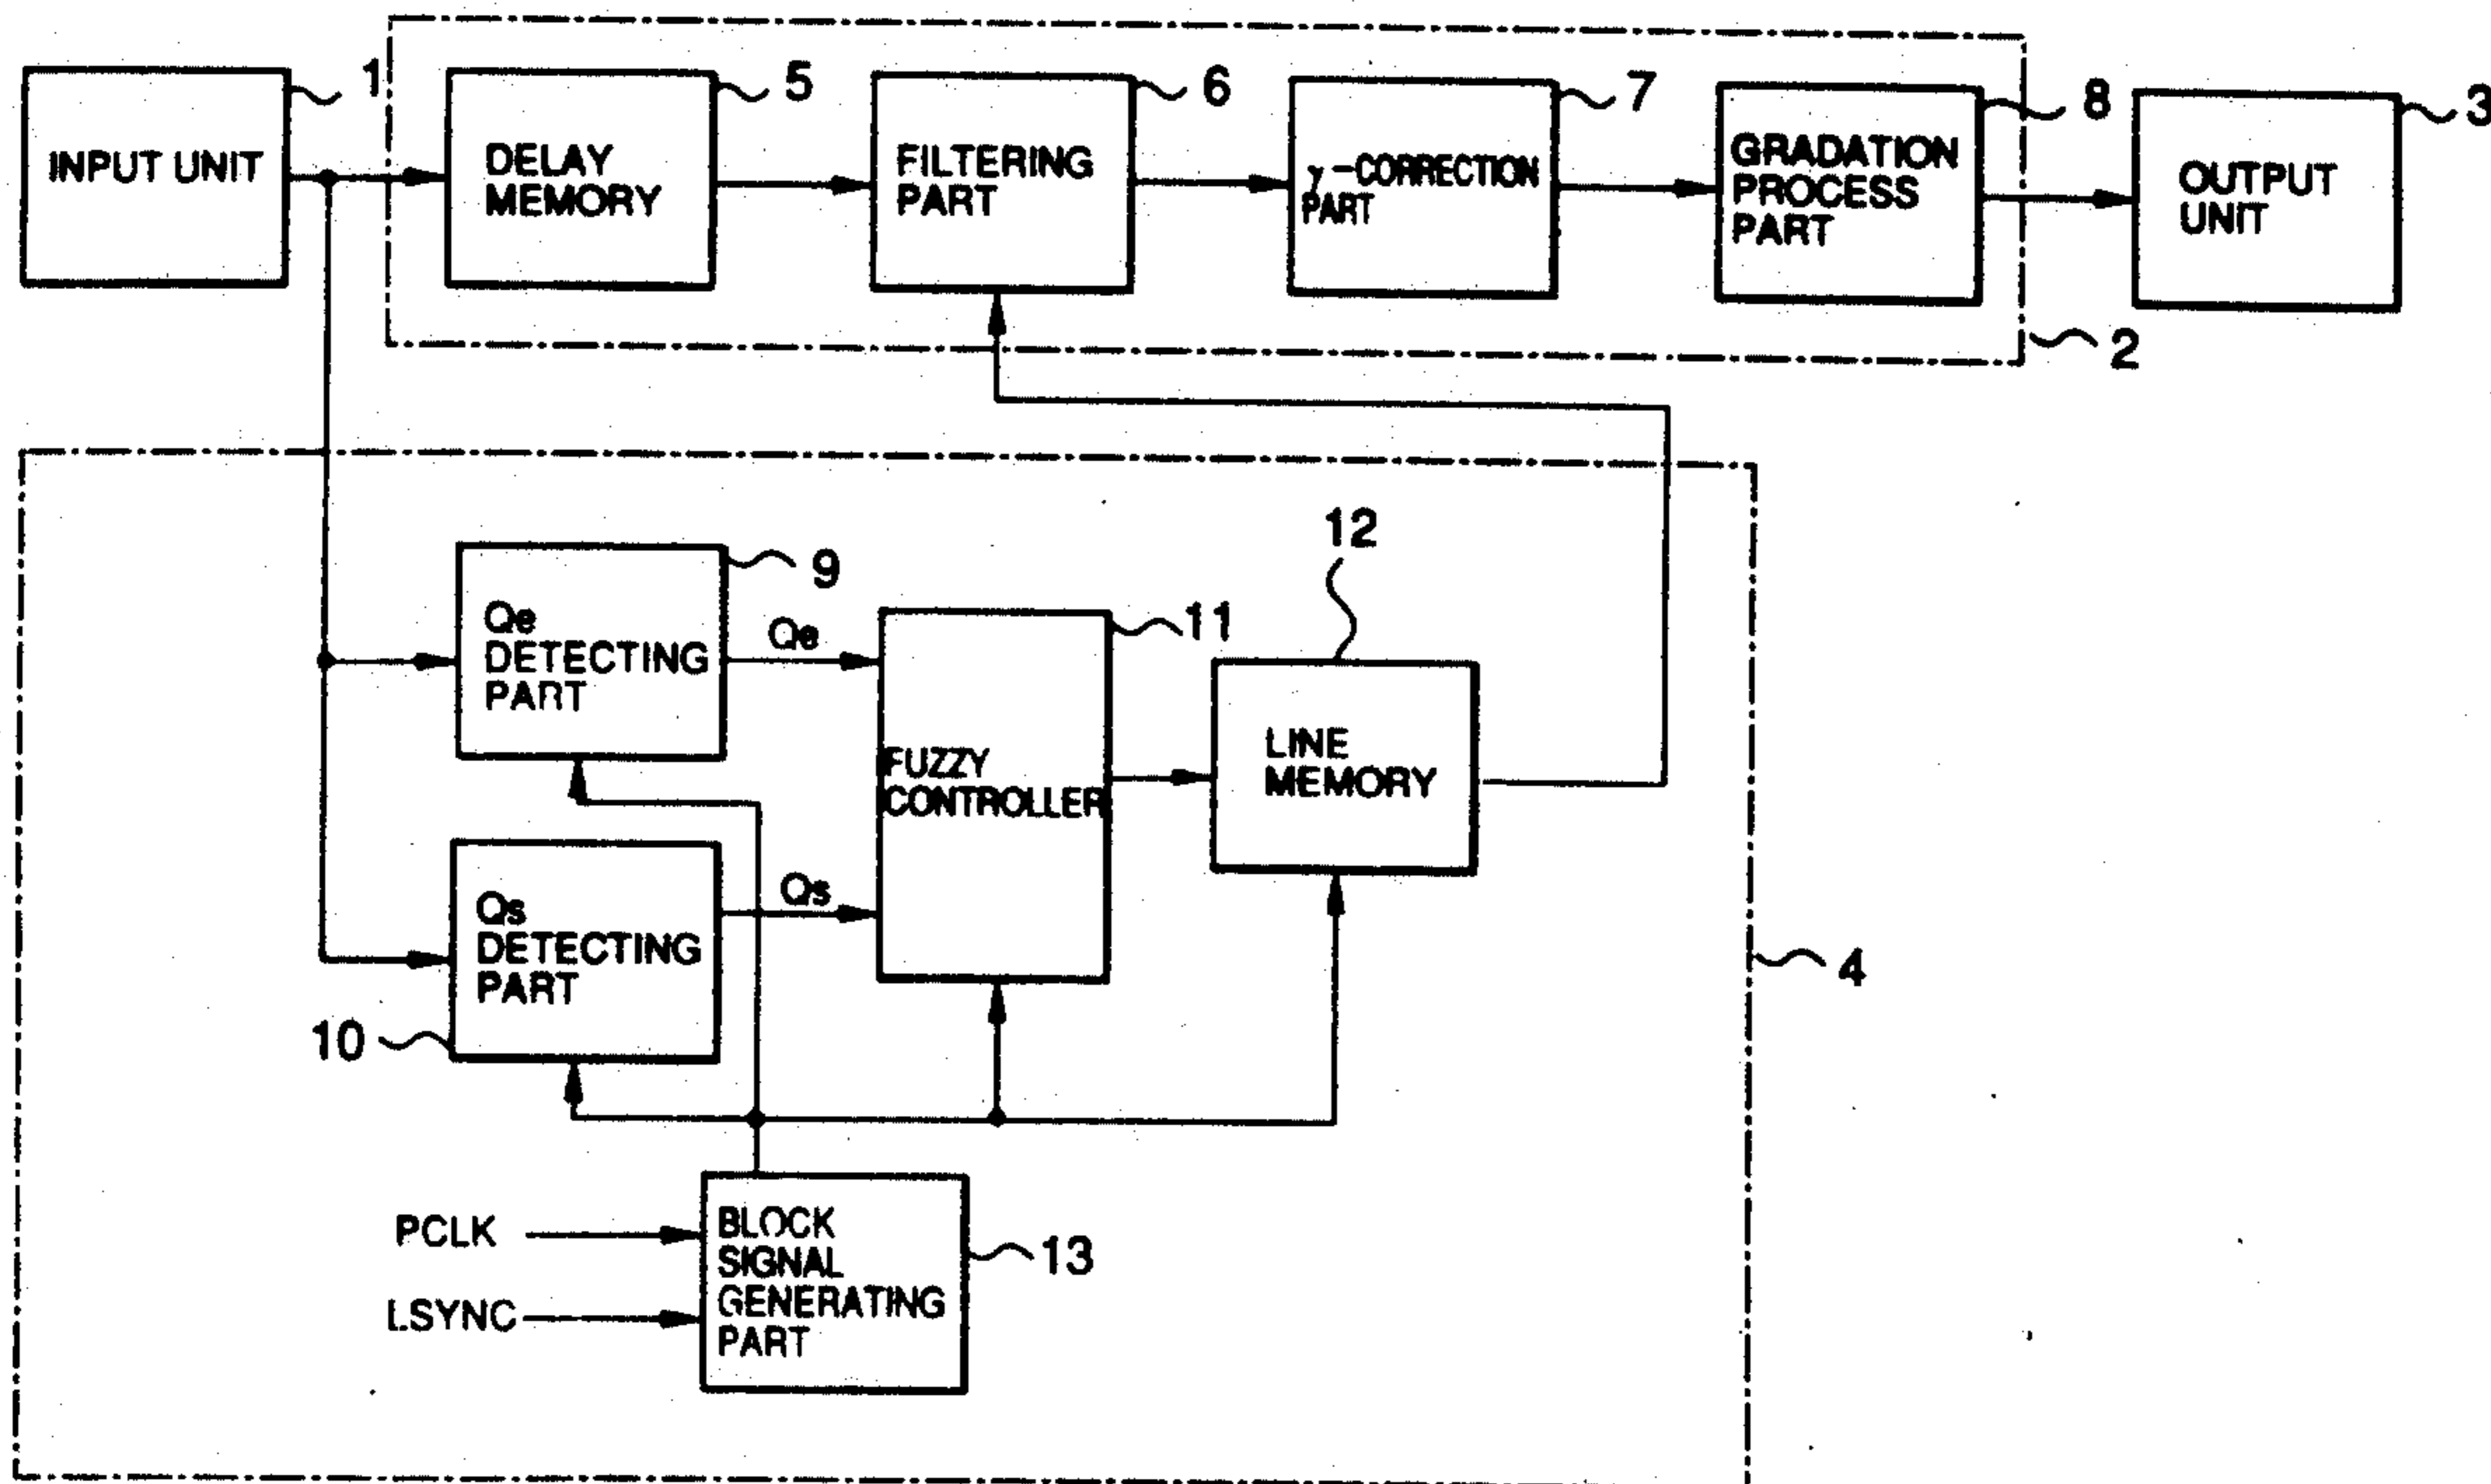 1
INPUT UNIT
5
DELAY
MEMORY
6
FILTERING
PART
7
γ-CORRECTION
PART
8
GRADATION
PROCESS
PART
3
OUTPUT
UNIT
2
9
Qe
DETECTING
PART
Qe
11
FUZZY
CONTROLLER
12
LINE
MEMORY
Qs
DETECTING
PART
Qs
10
4
PCLK
LSYNC
BLOCK
SIGNAL
GENERATING
PART
13